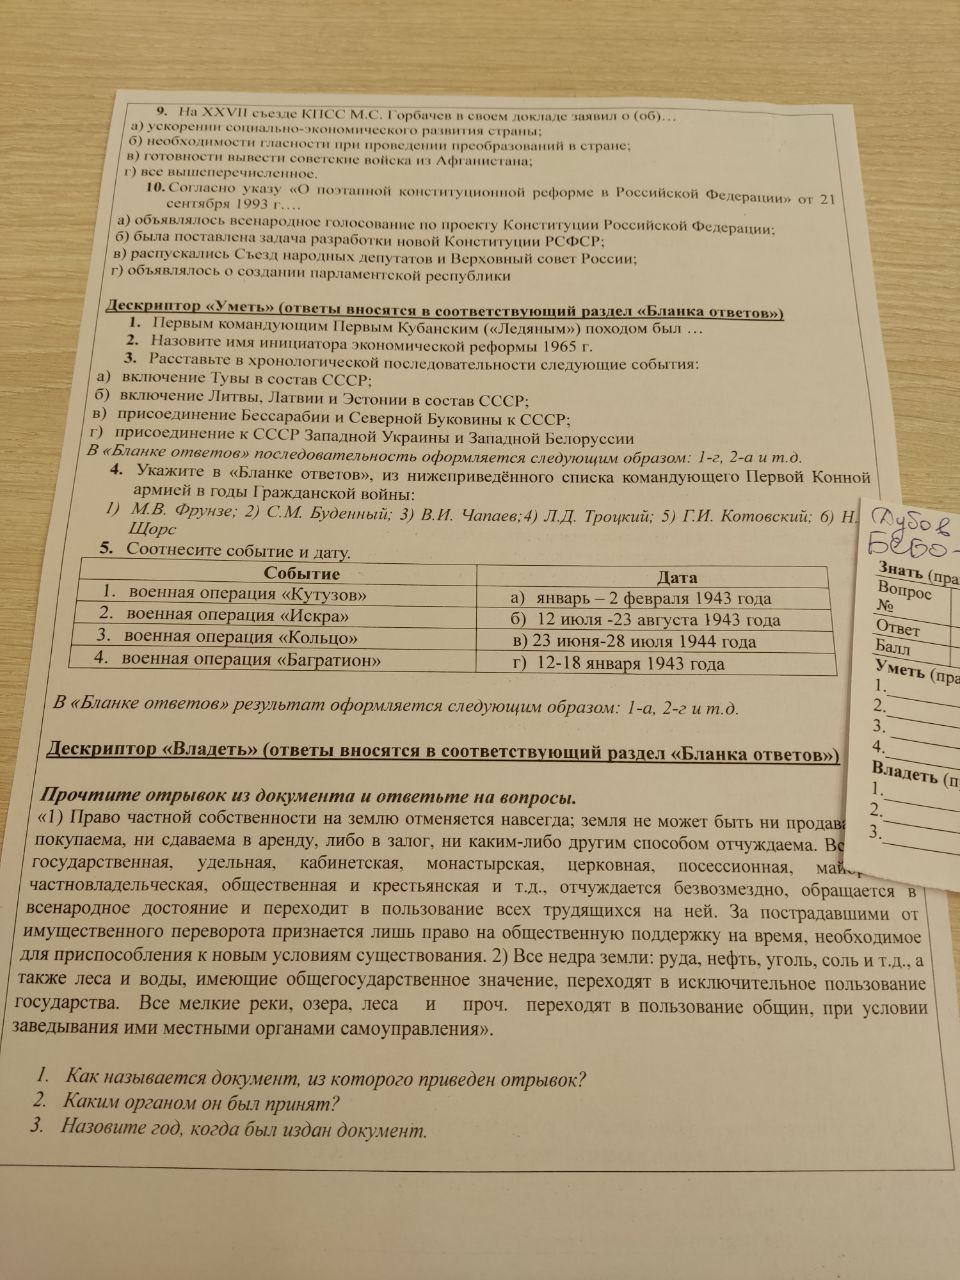 9. На XXVII съезде КПСС М.С. Горбачев в своем докладе заявил о (об)…
а) ускорении социально-экономического развития страны;
б) необходимости гласности при проведении преобразований в стране;
в) готовности вывести советские войска из Афганистана;
г) все вышеперечисленное.
10. Согласно указу «О поэтапной конституционной реформе в Российской Федерации» от 21
сентября 1993 г….
а) объявлялось всенародное голосование по проекту Конституции Российской Федерации;
б) была поставлена задача разработки новой Конституции РСФСР;
в) распускались Съезд народных депутатов и Верховный совет России;
г) объявлялось о создании парламентской республики
Дескриптор «Уметь» (ответы вносятся в соответствующий раздел «Бланка ответов»)
1. Первым командующим Первым Кубанским («Ледяным») походом был …
2. Назовите имя инициатора экономической реформы 1965 г.
3. Расставьте в хронологической последовательности следующие события:
а) включение Тувы в состав СССР;
б) включение Литвы, Латвии и Эстонии в состав СССР;
в) присоединение Бессарабии и Северной Буковины к СССР;
г) присоединение к СССР Западной Украины и Западной Белоруссии
В «Бланке ответов» последовательность оформляется следующим образом: 1-г, 2-а и т.д.
4. Укажите в «Бланке ответов», из нижеприведённого списка командующего Первой Конной
армией в годы Гражданской войны:
1) М.В. Фрунзе; 2) С.М. Буденный; 3) В.И. Чапаев;4) Л.Д. Троцкий; 5) Г.И. Котовский; 6) Н.
Щорс
5. Соотнесите событие и дату.
Событие Дата
1. военная операция «Кутузов» а) январь – 2 февраля 1943 года
2. военная операция «Искра» б) 12 июля -23 августа 1943 года
3. военная операция «Кольцо» в) 23 июня-28 июля 1944 года
4. военная операция «Багратион» г) 12-18 января 1943 года
В «Бланке ответов» результат оформляется следующим образом: 1-а, 2-г и т.д.
Дескриптор «Владеть» (ответы вносятся в соответствующий раздел «Бланка ответов»)
Прочтите отрывок из документа и ответьте на вопросы.
«1) Право частной собственности на землю отменяется навсегда; земля не может быть ни продав
покупаема, ни сдаваема в аренду, либо в залог, ни каким-либо другим способом отчуждаема. Вс
государственная, удельная, кабинетская, монастырская, церковная, посессионная,
частновладельческая, общественная и крестьянская и т.д., отчуждается безвозмездно, обращается в
всенародное достояние и переходит в пользование всех трудящихся на ней. За пострадавшими от
имущественного переворота признается лишь право на общественную поддержку на время, необходимое
для приспособления к новым условиям существования. 2) Все недра земли: руда, нефть, уголь, соль и т.д., а
также леса и воды, имеющие общегосударственное значение, переходят в исключительное пользование
государства. Все мелкие реки, озера, леса и проч. переходят в пользование общин, при условии
заведывания ими местными органами самоуправления».
1. Как называется документ, из которого приведен отрывок?
2. Каким органом он был принят?
3. Назовите год, когда был издан документ.
Дубов
БСБО-
Знать (пра
Вопрос
№
Ответ
Балл
Уметь (пра
1.
2.
3.
4.
Владеть (п
1.
2.
3.